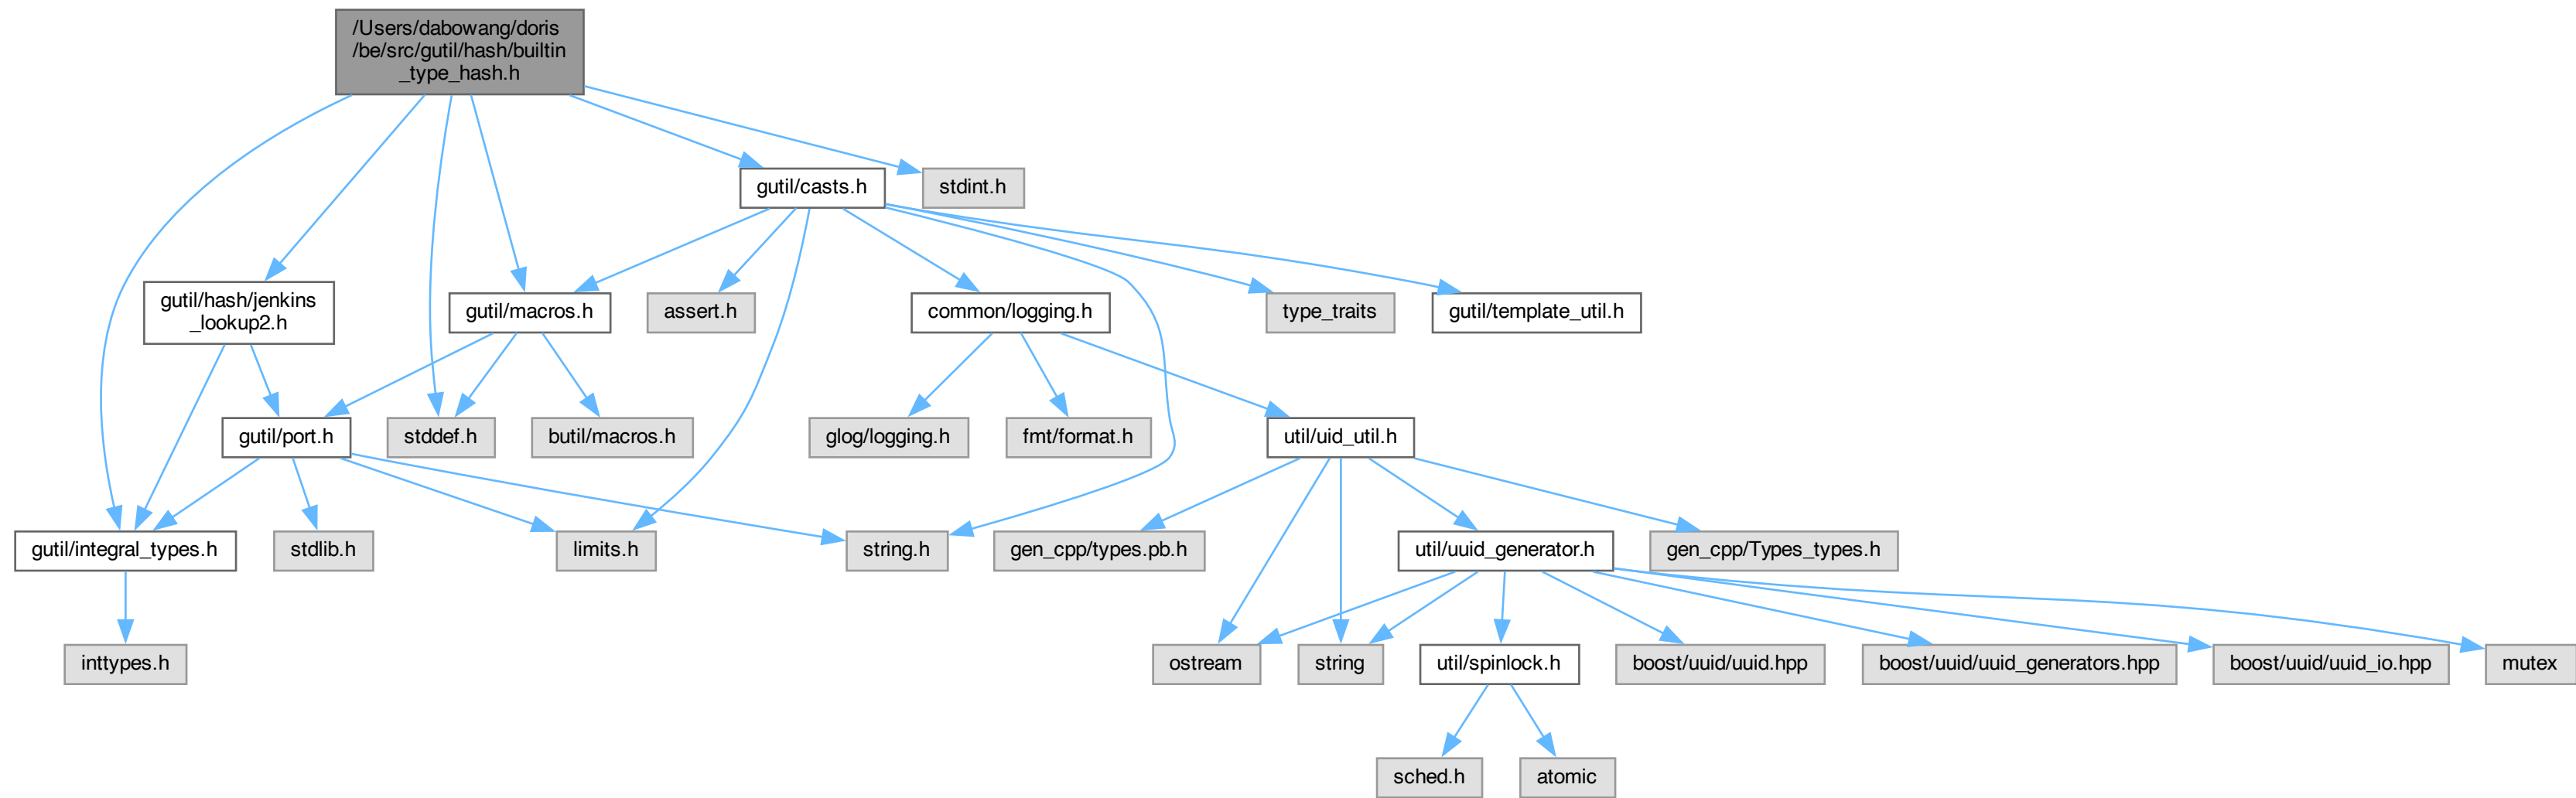 /Users/dabowang/doris
/be/src/gutil/hash/builtin
_type_hash.h
gutil/casts.h
stdint.h
gutil/hash/jenkins
_lookup2.h
gutil/macros.h
assert.h
common/logging.h
type_traits
gutil/template_util.h
gutil/port.h
stddef.h
butil/macros.h
glog/logging.h
fmt/format.h
util/uid_util.h
gutil/integral_types.h
stdlib.h
limits.h
string.h
gen_cpp/types.pb.h
util/uuid_generator.h
gen_cpp/Types_types.h
inttypes.h
ostream
string
util/spinlock.h
boost/uuid/uuid.hpp
boost/uuid/uuid_generators.hpp
boost/uuid/uuid_io.hpp
mutex
sched.h
atomic